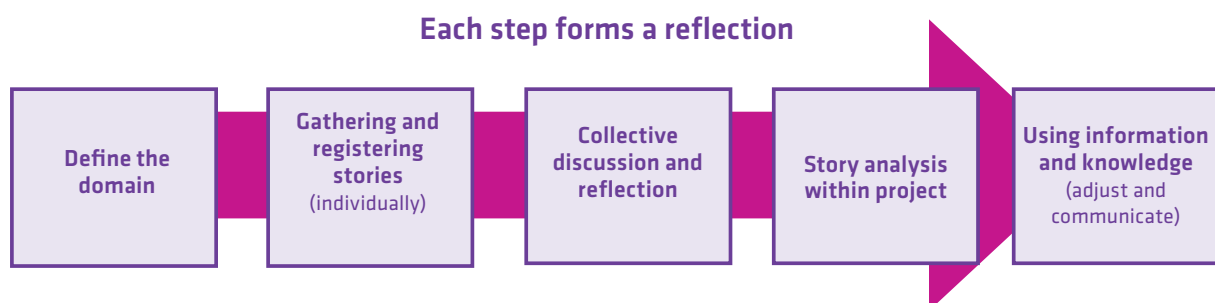 Each step forms a reflection
Define the
domain
Gathering and
registering
stories
(individually)
Collective
discussion and
reflection
Story analysis
within project
Using information
and knowledge
(adjust and
communicate)